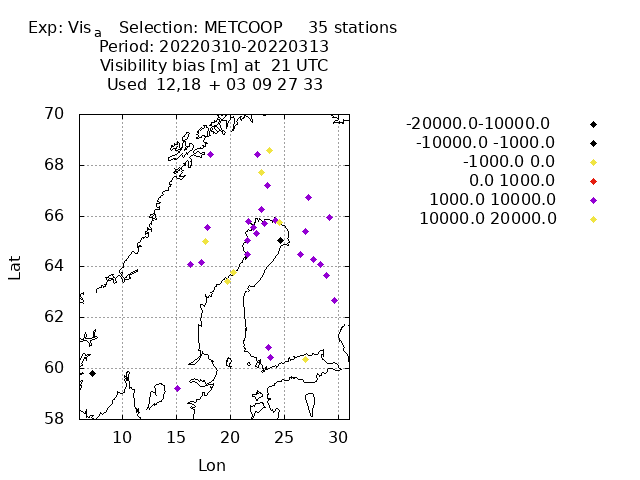 Exp: Vis a Selection: METCOOP 35 stations
Period: 20220310-20220313
Visibility bias [m] at 21 UTC
Used 12,18 + 03 09 27 33
-20000.0-10000.0
-10000.0 -1000.0
-1000.0 0.0
0.0 1000.0
1000.0 10000.0
10000.0 20000.0
70
68
66
64
62
60
58
Lat
10 15 20 25 30
Lon